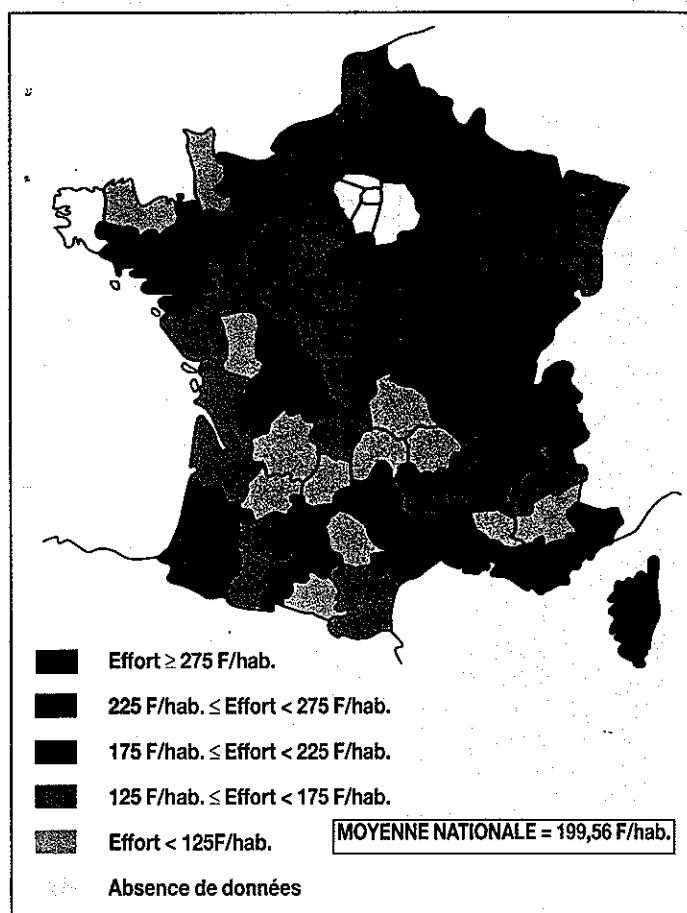 Effort ≥ 275 F/hab.
225 F/hab. ≤ Effort < 275 F/hab.
175 F/hab. ≤ Effort < 225 F/hab.
125 F/hab. ≤ Effort < 175 F/hab.
Effort < 125F/hab.
MOYENNE NATIONALE = 199,56 F/hab.
Absence de données